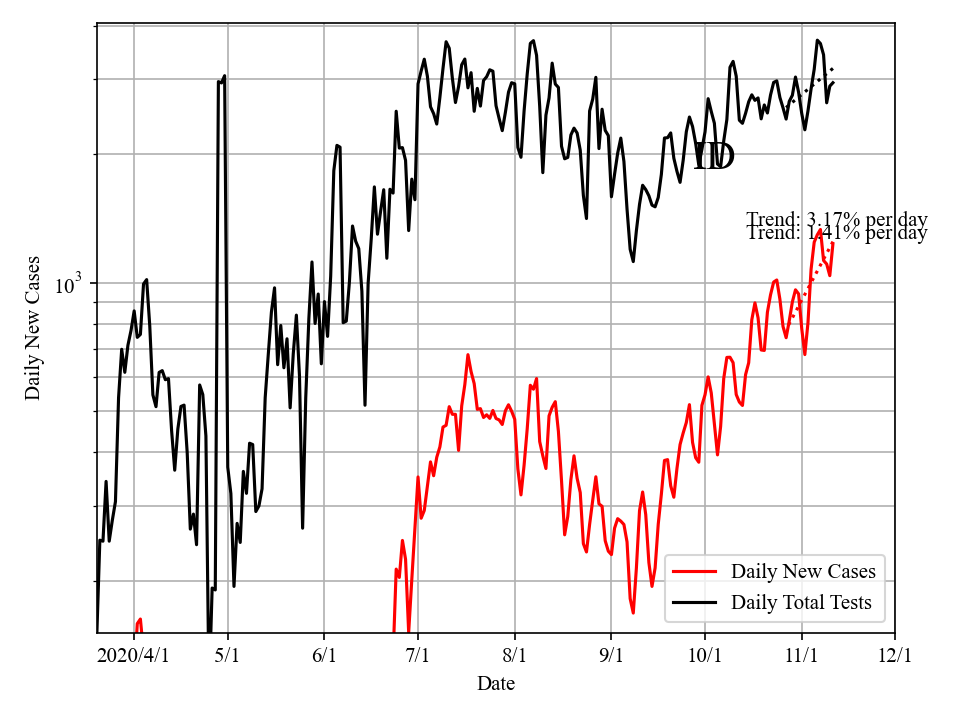 Daily New Cases
10³
ID
Trend: 3.17% per day
Trend: 1.41% per day
Daily New Cases
Daily Total Tests
2020/4/1 5/1 6/1 7/1 8/1 9/1 10/1 11/1 12/1
Date